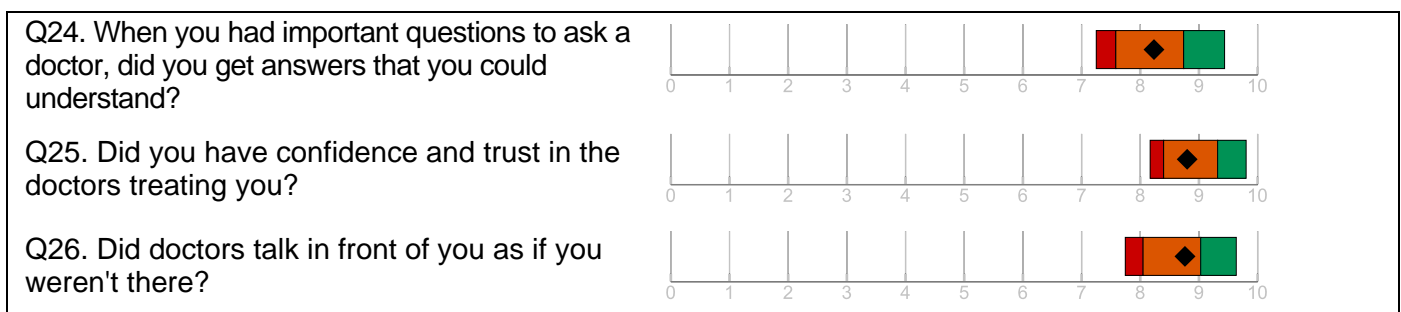 Q24. When you had important questions to ask a
doctor, did you get answers that you could
understand?
0 1 2 3 4 5 6 7 8 9 10
Q25. Did you have confidence and trust in the
doctors treating you?
0 1 2 3 4 5 6 7 8 9 10
Q26. Did doctors talk in front of you as if you
weren't there?
0 1 2 3 4 5 6 7 8 9 10